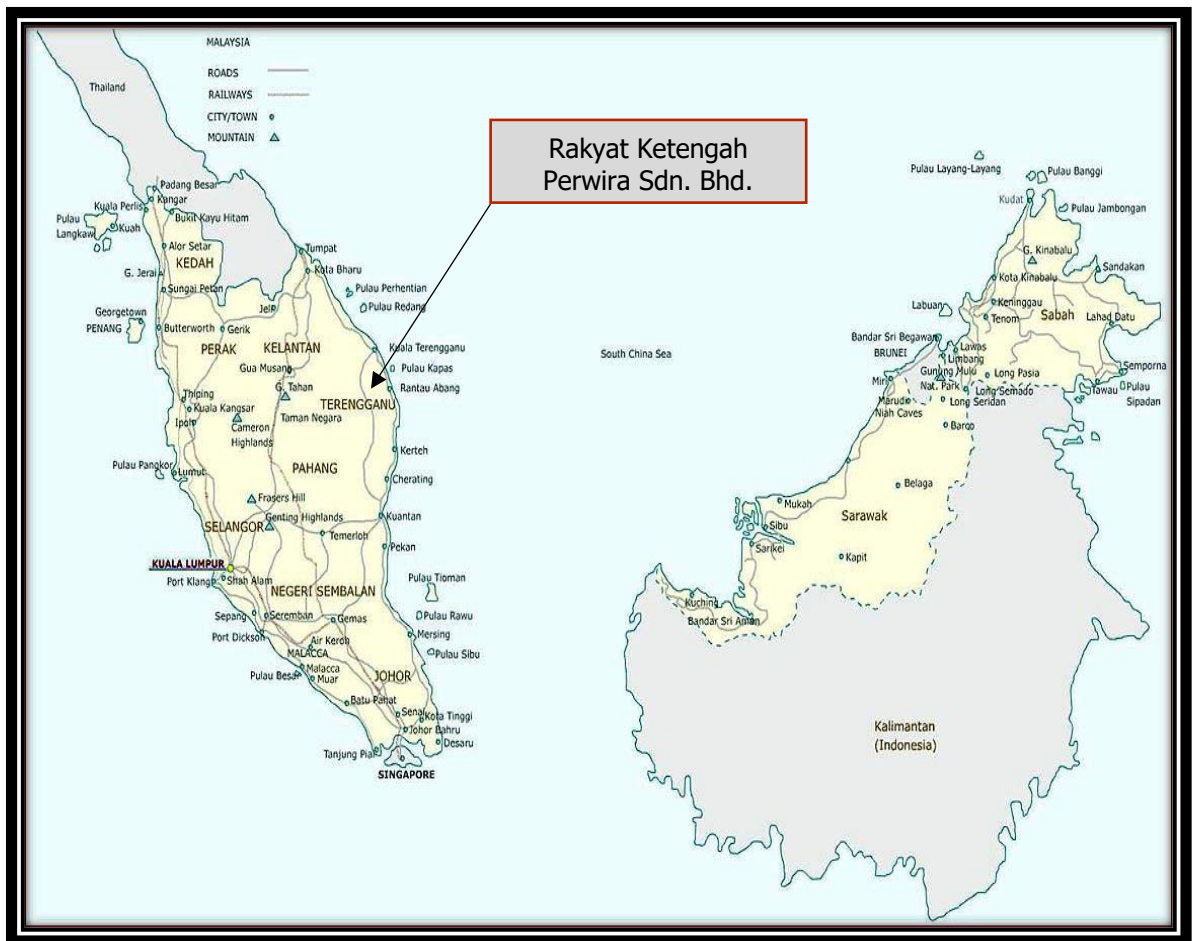 MALAYSIA
ROADS
RAILWAYS
CITY/TOWN
MOUNTAIN
Thailand
Rakyat Ketengah
Perwira Sdn. Bhd.
Padang Besar
Kangar
Kuala Perlis
Bukit Kayu Hitam
Pulau
Langkawi
Kuah
Alor Setar
KEDAH
G. Jerai
Sungai Petan
Georgetown
PENANG
Butterworth
Gerik
Tumpat
Kota Bharu
Pulau Perhentian
Pulau Redang
Jeli
PERAK
KELANTAN
Gua Musang
G. Tahan
Taman Negara
Kuala Terengganu
Pulau Kapas
Rantau Abang
TERENGGANU
Thiping
Kuala Kangsar
Ipoh
Cameron
Highlands
Kerteh
PAHANG
Cherating
Pulau Pangkor
Lumut
Frasers Hill
Genting Highlands
SELANGOR
Temerloh
Kuantan
Pekan
KUALA LUMPUR
Port Klang
Shah Alam
NEGERI SEMBALAN
Pulau Tioman
Sepang
Seremban
Gemas
Pulau Rawu
Port Dickson
Air Keroh
MALACCA
Mersing
Pulau Sibu
Malacca
Pulau Besar
Muar
JOHOR
Batu Pahat
Senai
Kota Tinggi
Johor Bahru
Desaru
Tanjung Piai
SINGAPORE
South China Sea
Pulau Layang-Layang
Pulau Banggi
Kudat
Pulau Jambongan
G. Kinabalu
Kota Kinabalu
Sandakan
Labuan
Keninggau
Tenom
Sabah
Lahad Datu
Bandar Sri Begawan
BRUNEI
Lawas
Limbang
Gunung Mulu
Nat. Park
Long Pasia
Semporna
Miri
Long Semado
Tawau
Pulau
Sipadan
Marudi
Niah Caves
Long Seridan
Bareo
Belaga
Mukah
Sarawak
Sibu
Sarikei
Kapit
Kuching
Bandar Sri Aman
Kalimantan
(Indonesia)